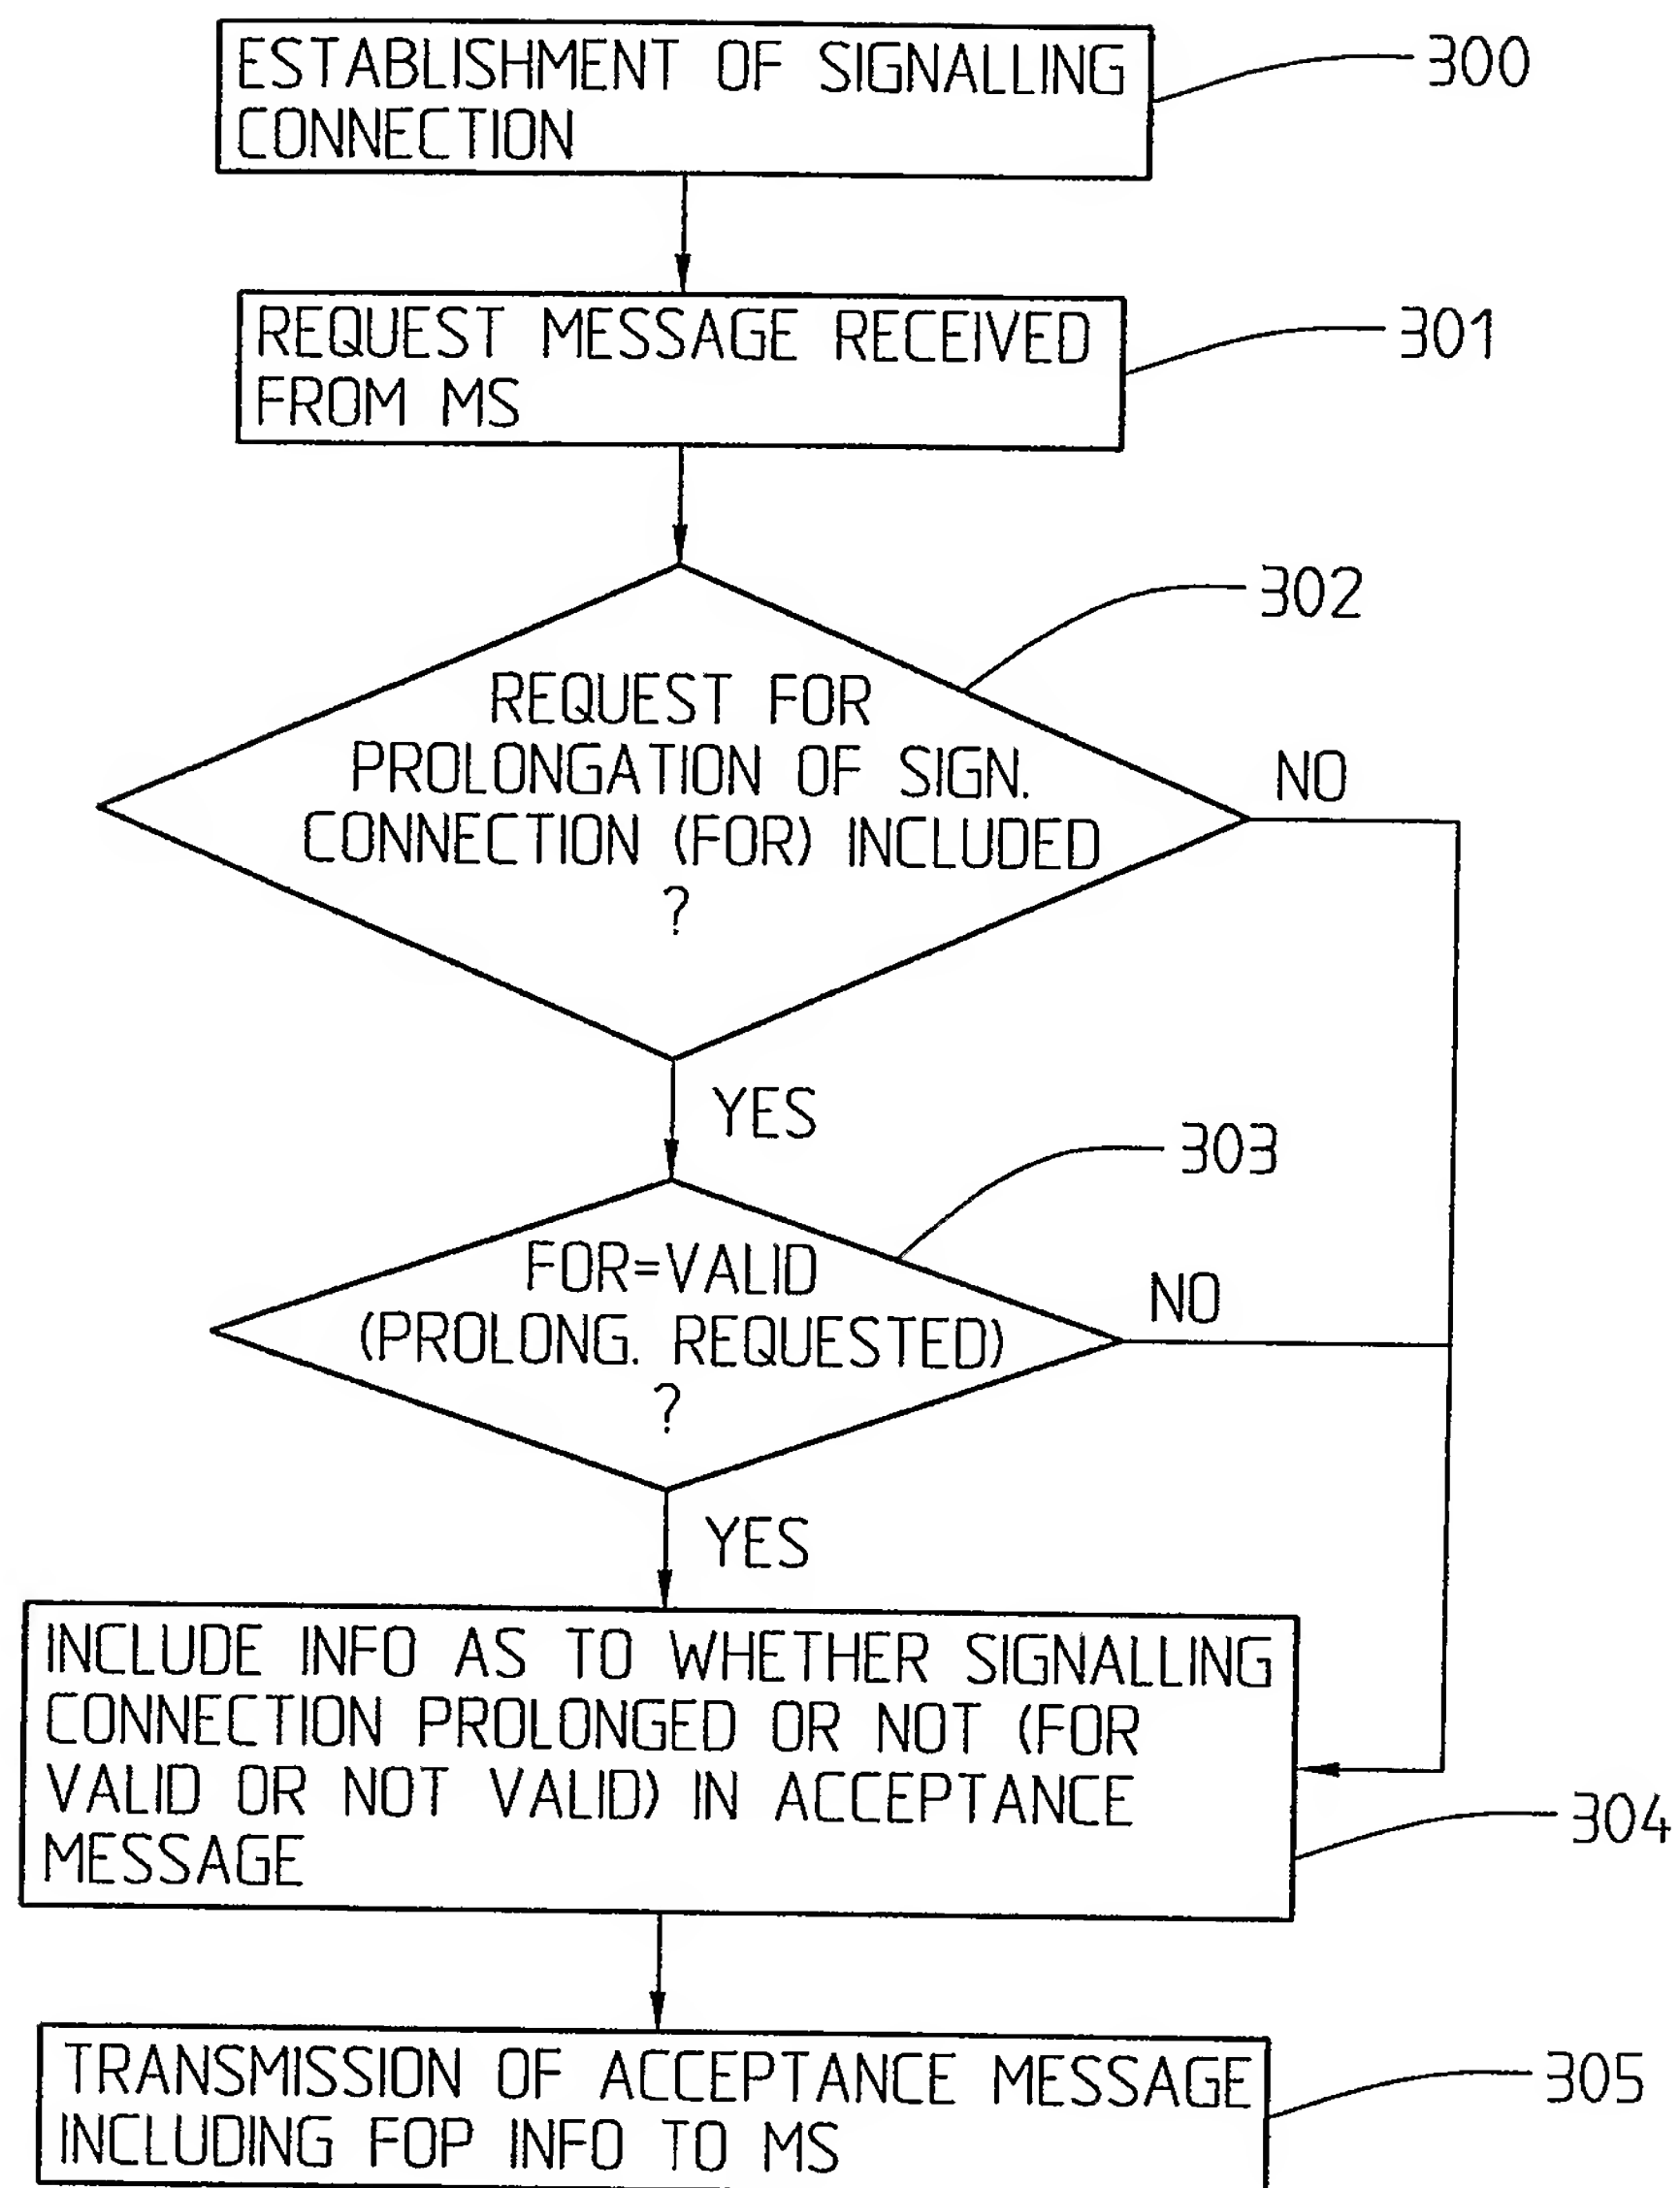 ESTABLISHMENT OF SIGNALLING
CONNECTION
300
REQUEST MESSAGE RECEIVED
FROM MS
301
302
REQUEST FOR
PROLONGATION OF SIGN.
CONNECTION (FOR) INCLUDED
?
NO
YES
303
FOR=VALID
(PROLONG. REQUESTED)
?
NO
YES
INCLUDE INFO AS TO WHETHER SIGNALLING
CONNECTION PROLONGED OR NOT (FOR
VALID OR NOT VALID) IN ACCEPTANCE
MESSAGE
304
TRANSMISSION OF ACCEPTANCE MESSAGE
INCLUDING FOP INFO TO MS
305